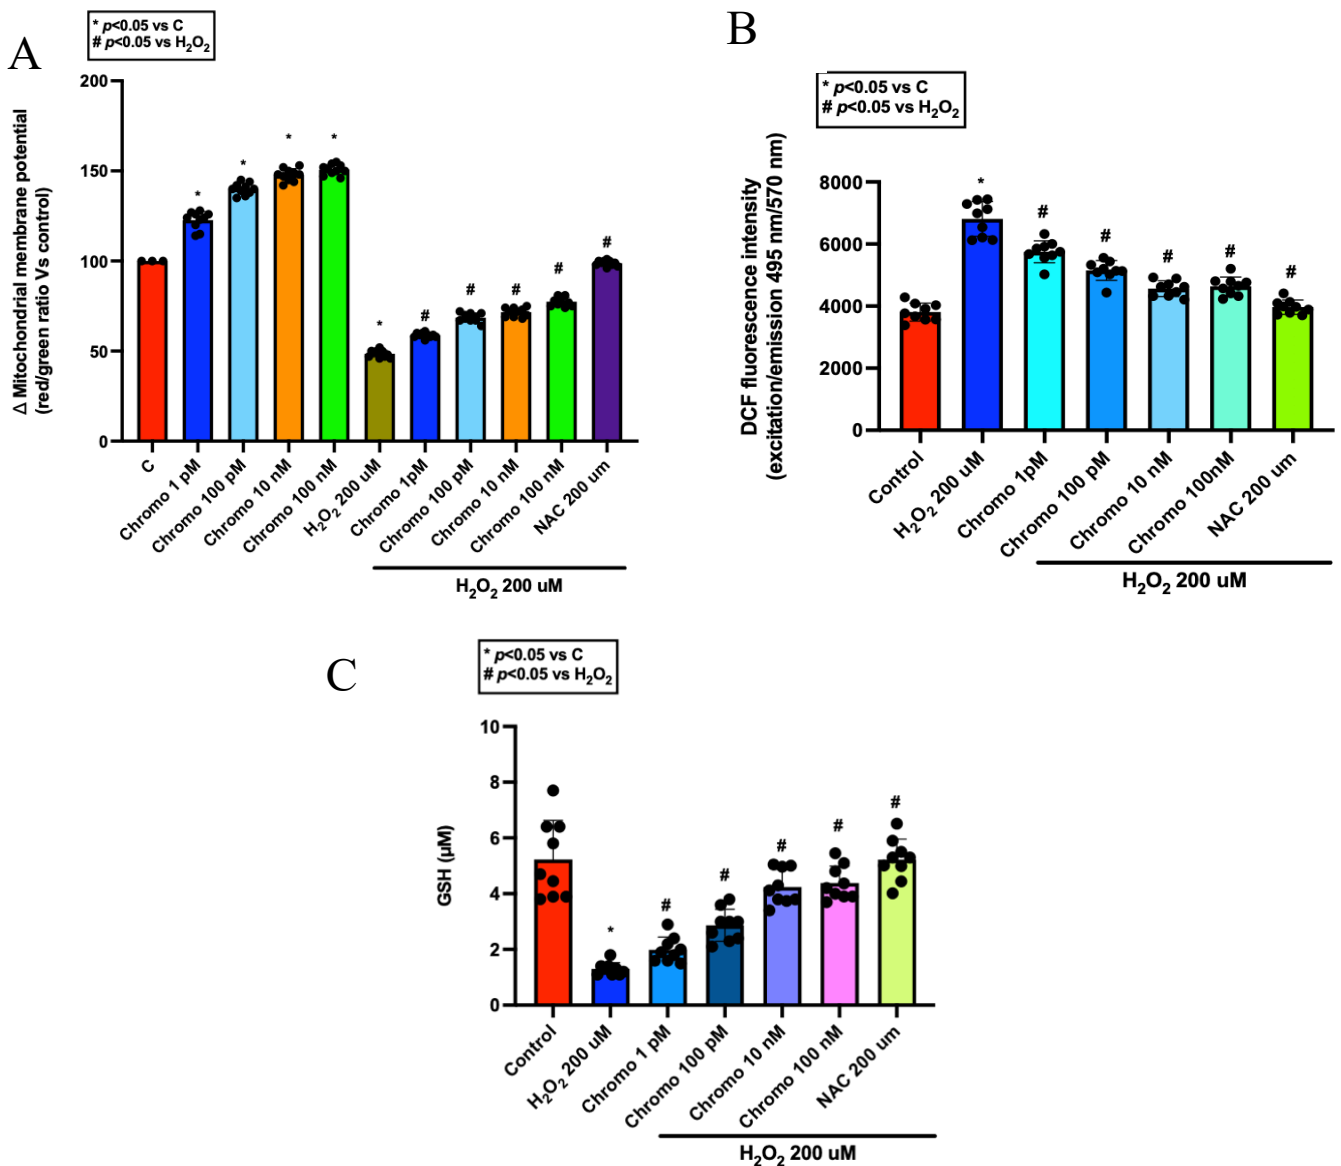 A
* p<0.05 vs C
# p<0.05 vs H₂O₂
Δ Mitochondrial membrane potential
(red/green ratio Vs control)
200
150
100
50
0
* * * * * # # # # #
C
Chromo 1 pM
Chromo 100 pM
Chromo 10 nM
Chromo 100 nM
H₂O₂ 200 uM
Chromo 1pM
Chromo 100 pM
Chromo 10 nM
Chromo 100 nM
NAC 200 um
H₂O₂ 200 uM
B
* p<0.05 vs C
# p<0.05 vs H₂O₂
DCF fluorescence intensity
(excitation/emission 495 nm/570 nm)
8000
6000
4000
2000
0
* # # # # #
Control
H₂O₂ 200 uM
Chromo 1pM
Chromo 100 pM
Chromo 10 nM
Chromo 100nM
NAC 200 um
H₂O₂ 200 uM
C
* p<0.05 vs C
# p<0.05 vs H₂O₂
GSH (µM)
10
8
6
4
2
0
* # # # # #
Control
H₂O₂ 200 uM
Chromo 1 pM
Chromo 100 pM
Chromo 10 nM
Chromo 100 nM
NAC 200 um
H₂O₂ 200 uM